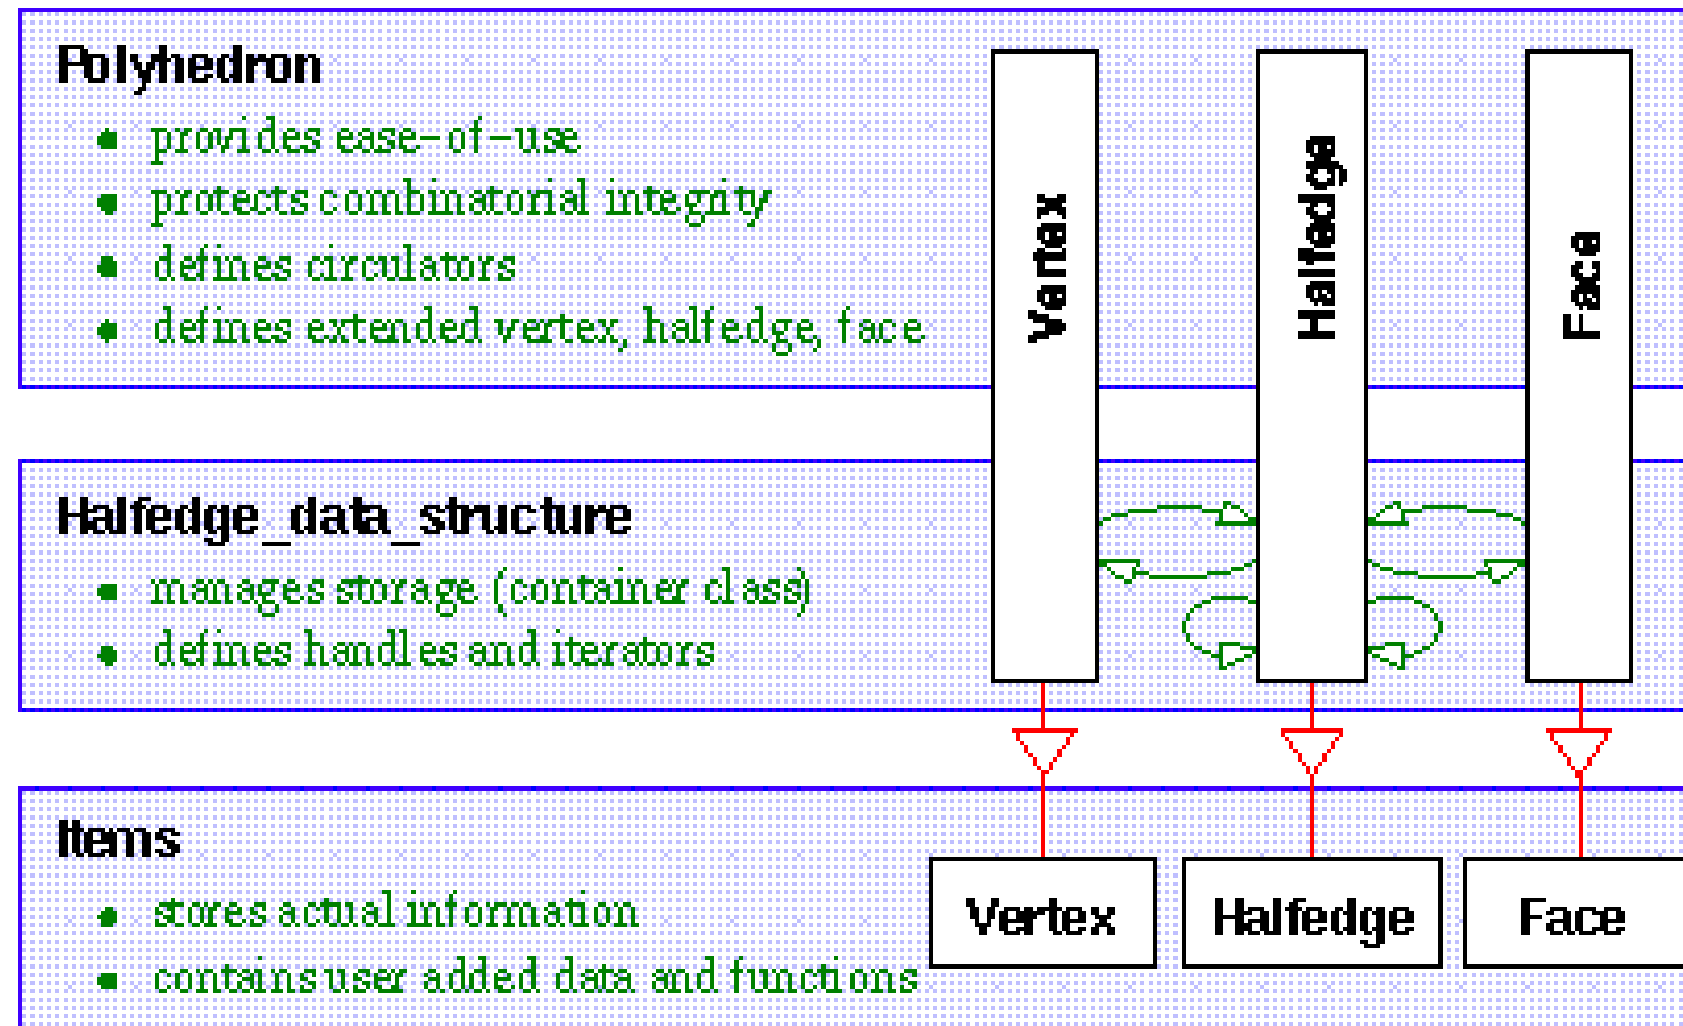 Polyhedron
• provides ease-of-use
• protects combinatorial integrity
• defines circulators
• defines extended vertex, halfedge, face
Vertex
Halfedge
Face
Halfedge_data_structure
• manages storage (container class)
• defines handles and iterators
Items
• stores actual information
• contains user added data and functions
Vertex
Halfedge
Face